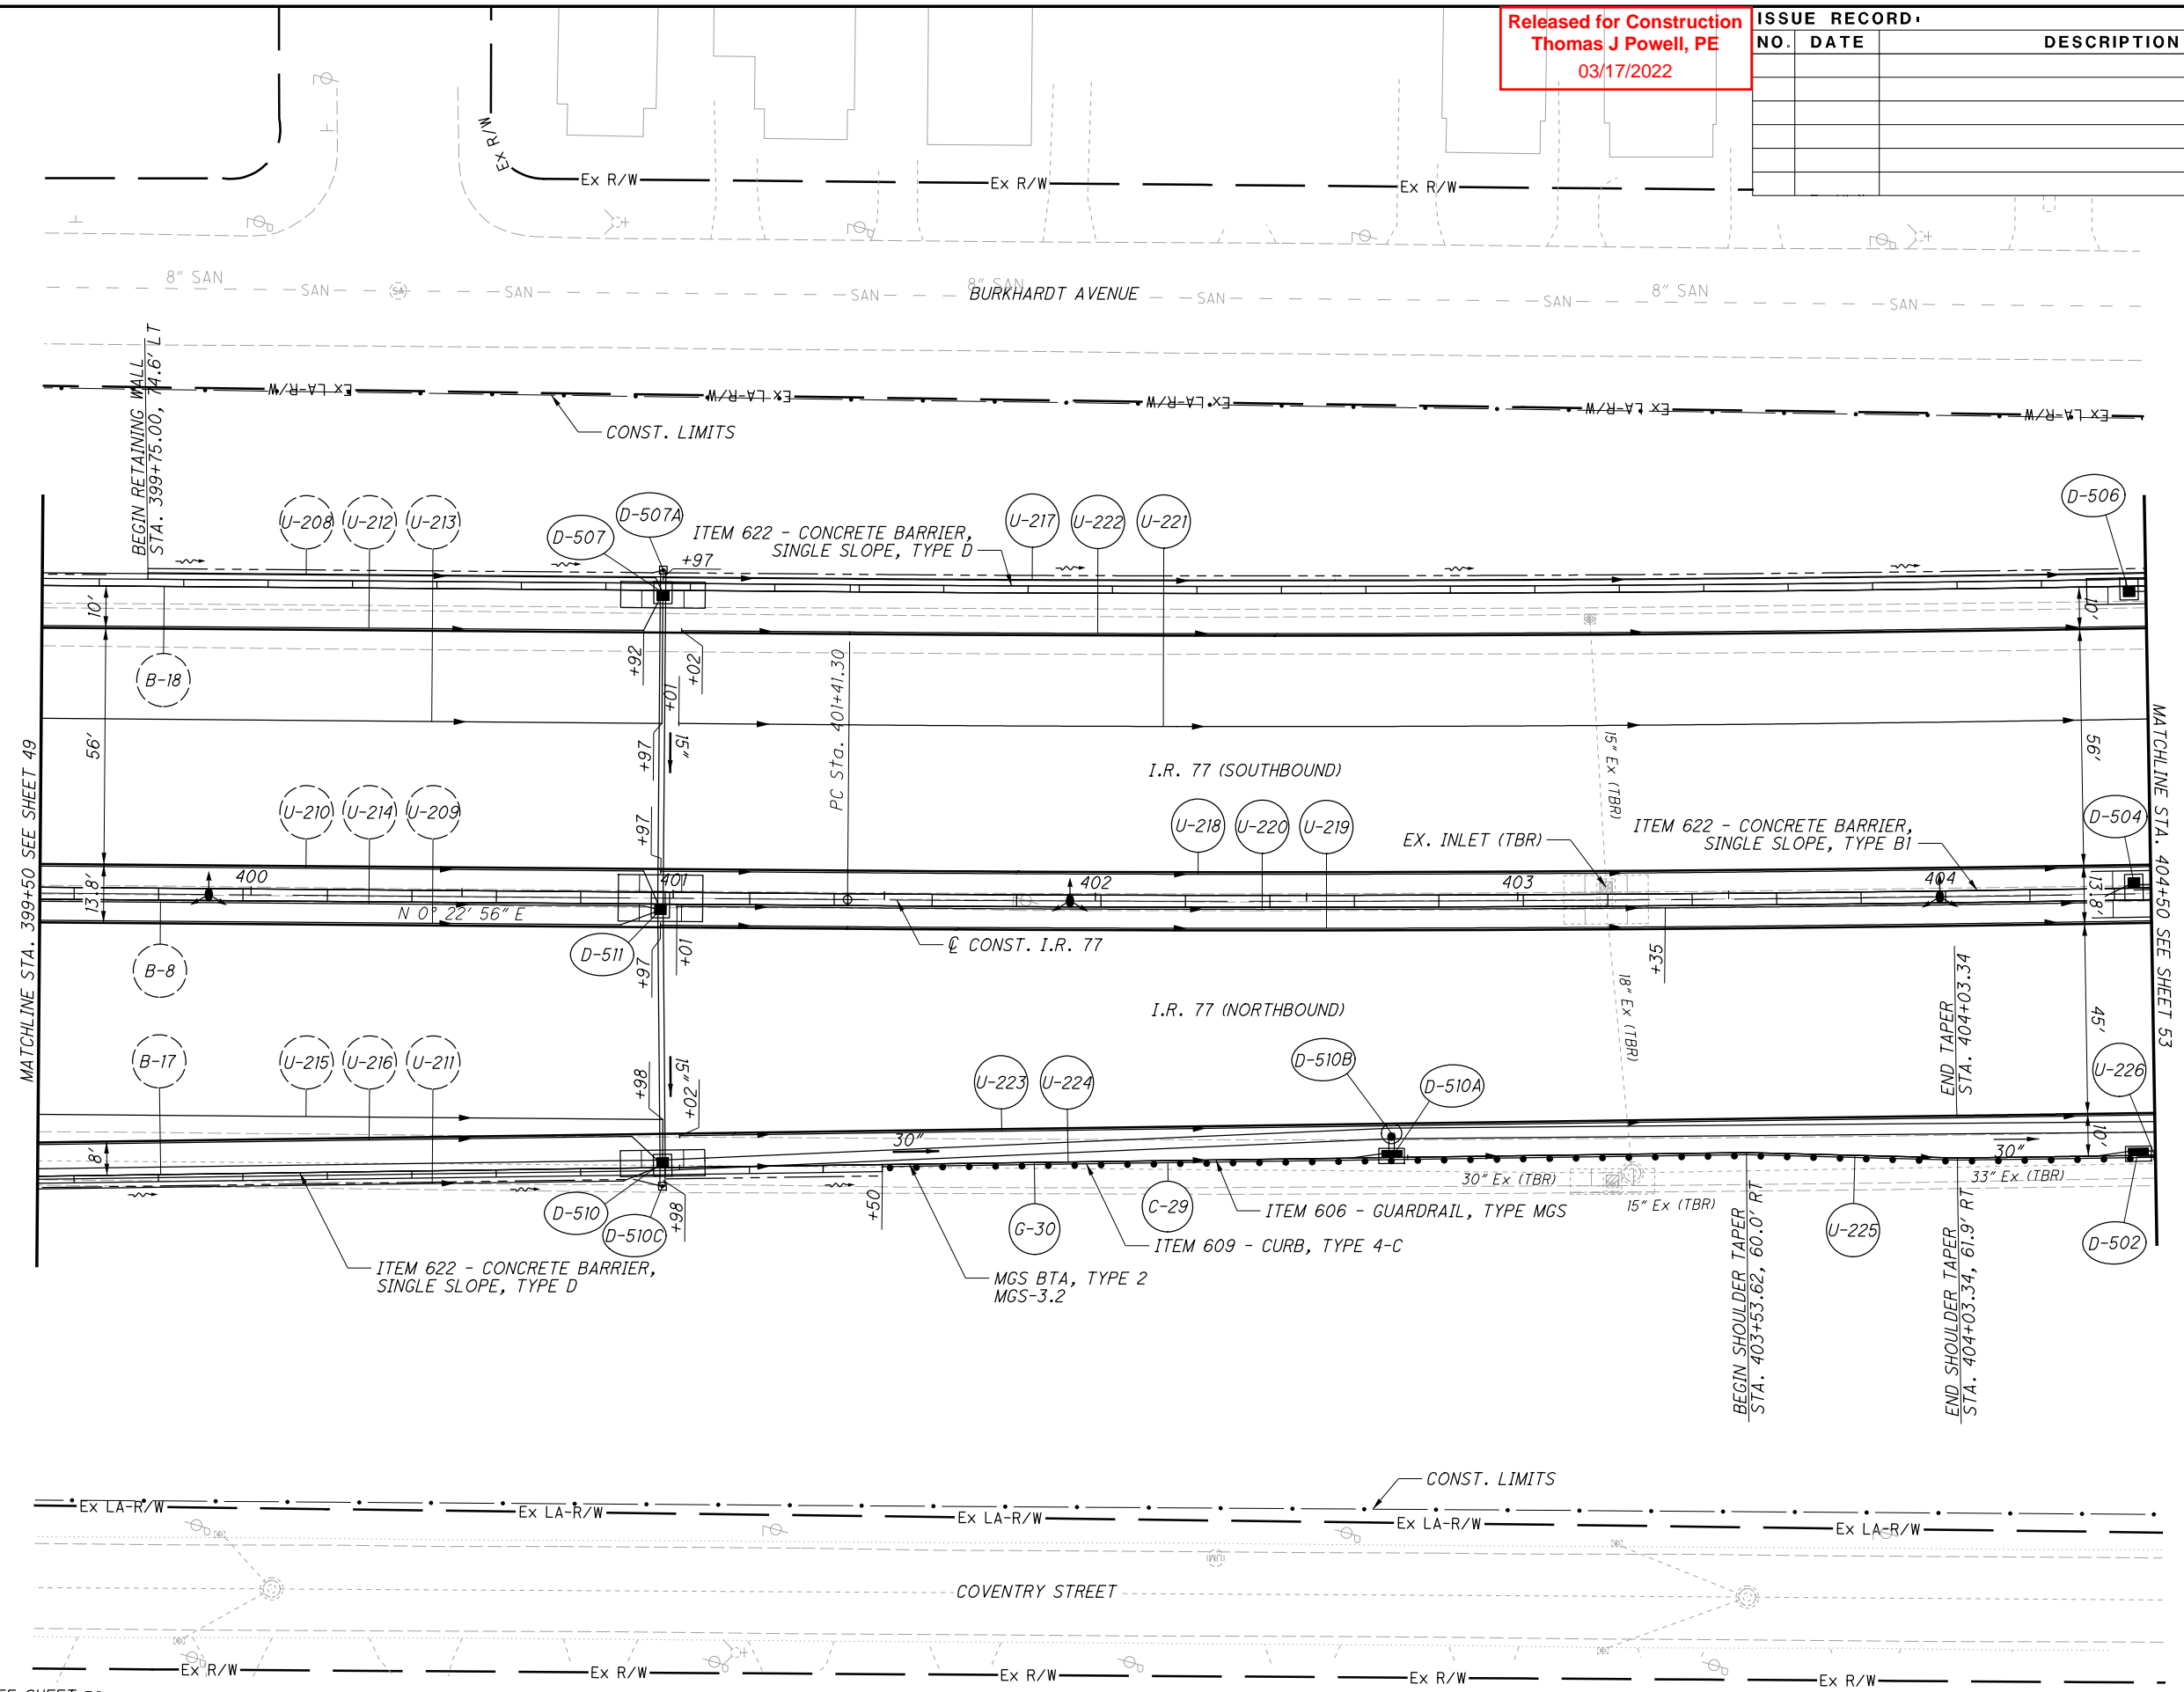 Released for Construction
Thomas J Powell, PE
03/17/2022
ISSUE RECORD:
NO. DATE DESCRIPTION
Ex R/W
Ex R/W
Ex R/W
Ex R/W
8" SAN
8" SAN
8" SAN
SAN
SA
SAN
SAN
BURKHARDT AVENUE
SAN
SAN
SAN
BEGIN RETAINING WALL
STA. 399+75.00, 74.6' LT
Ex LA-R/W
Ex LA-R/W
Ex LA-R/W
Ex LA-R/W
Ex LA-R/W
CONST. LIMITS
U-208
U-212
U-213
D-507
D-507A
ITEM 622 - CONCRETE BARRIER,
SINGLE SLOPE, TYPE D
+97
U-217
U-222
U-221
D-506
10'
10'
B-18
+92
+02
+01
PC Sta. 401+41.30
56'
+97
15"
15" Ex (TBR)
56'
I.R. 77 (SOUTHBOUND)
MATCHLINE STA. 399+50 SEE SHEET 49
MATCHLINE STA. 404+50 SEE SHEET 53
U-210
U-214
U-209
+97
U-218
U-220
U-219
EX. INLET (TBR)
ITEM 622 - CONCRETE BARRIER,
SINGLE SLOPE, TYPE B1
D-504
400
401
402
403
404
13.8'
13.8'
N 0° 22' 56" E
D-511
+97
+01
℄ CONST. I.R. 77
+35
B-8
18" Ex (TBR)
I.R. 77 (NORTHBOUND)
END TAPER
STA. 404+03.34
45'
B-17
U-215
U-216
U-211
+98
15"
+02
U-223
U-224
D-510B
D-510A
U-226
8'
30"
30"
10'
30" Ex (TBR)
33" Ex (TBR)
15" Ex (TBR)
D-510
D-510C
+98
+50
G-30
C-29
ITEM 606 - GUARDRAIL, TYPE MGS
U-225
D-502
ITEM 609 - CURB, TYPE 4-C
ITEM 622 - CONCRETE BARRIER,
SINGLE SLOPE, TYPE D
MGS BTA, TYPE 2
MGS-3.2
BEGIN SHOULDER TAPER
STA. 403+53.62, 60.0' RT
END SHOULDER TAPER
STA. 404+03.34, 61.9' RT
CONST. LIMITS
Ex LA-R/W
Ex LA-R/W
Ex LA-R/W
Ex LA-R/W
Ex LA-R/W
COVENTRY STREET
Ex R/W
Ex R/W
Ex R/W
Ex R/W
Ex R/W